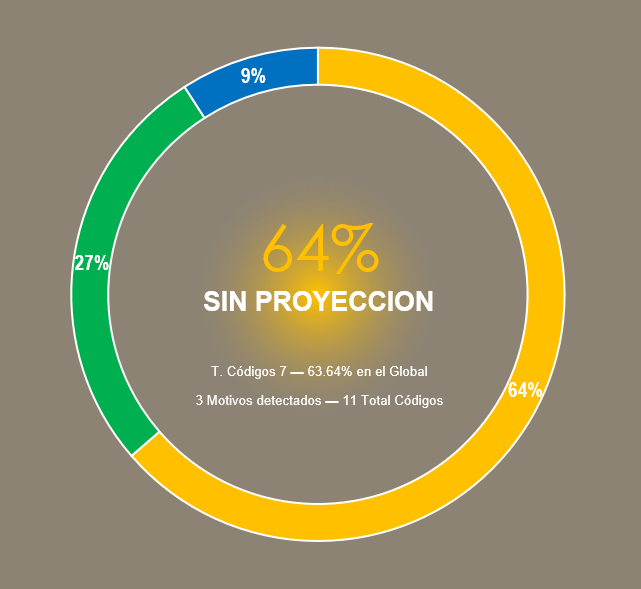 9%
64%
27%
SIN PROYECCION
T. Códigos 7 — 63.64% en el Global
64%
3 Motivos detectados — 11 Total Códigos